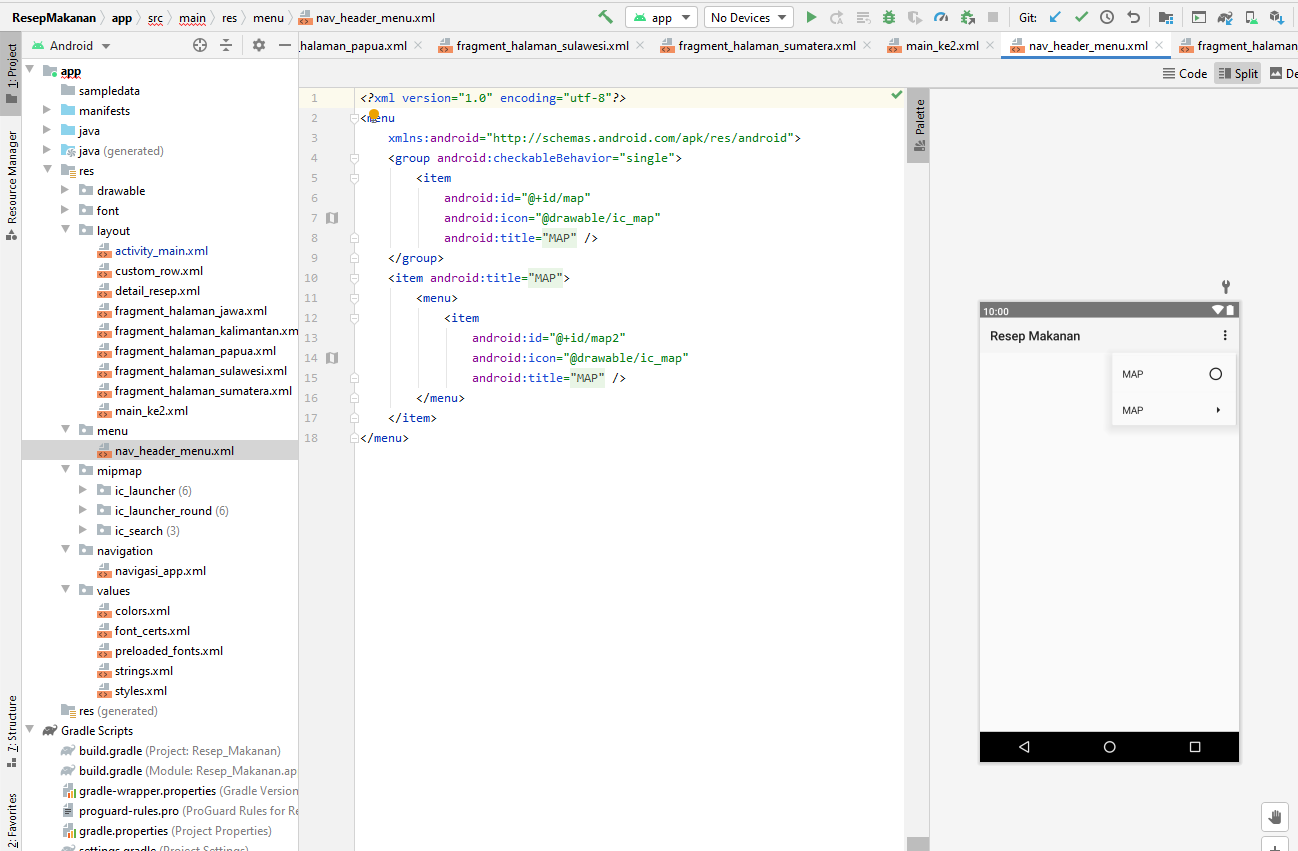 ResepMakanan app src main res menu nav_header_menu.xml app No Devices Git:
1: Project
Android
halaman_papua.xml fragment_halaman_sulawesi.xml fragment_halaman_sumatera.xml main_ke2.xml nav_header_menu.xml fragment_halaman
Code Split De
app
sampledata
manifests
java
java (generated)
res
drawable
font
layout
activity_main.xml
custom_row.xml
detail_resep.xml
fragment_halaman_jawa.xml
fragment_halaman_kalimantan.xm
fragment_halaman_papua.xml
fragment_halaman_sulawesi.xml
fragment_halaman_sumatera.xml
main_ke2.xml
menu
nav_header_menu.xml
mipmap
ic_launcher (6)
ic_launcher_round (6)
ic_search (3)
navigation
navigasi_app.xml
values
colors.xml
font_certs.xml
preloaded_fonts.xml
strings.xml
styles.xml
res (generated)
Gradle Scripts
build.gradle (Project: Resep_Makanan)
build.gradle (Module: Resep_Makanan.ap
gradle-wrapper.properties (Gradle Version
proguard-rules.pro (ProGuard Rules for Re
gradle.properties (Project Properties)
settings.gradle (Project Settings)
Resource Manager
7: Structure
2: Favorites
1 <?xml version="1.0" encoding="utf-8"?>
2 <menu
3 xmlns:android="http://schemas.android.com/apk/res/android">
4 <group android:checkableBehavior="single">
5 <item
6 android:id="@+id/map"
7 android:icon="@drawable/ic_map"
8 android:title="MAP" />
9 </group>
10 <item android:title="MAP">
11 <menu>
12 <item
13 android:id="@+id/map2"
14 android:icon="@drawable/ic_map"
15 android:title="MAP" />
16 </menu>
17 </item>
18 </menu>
Palette
10:00
Resep Makanan
MAP
MAP